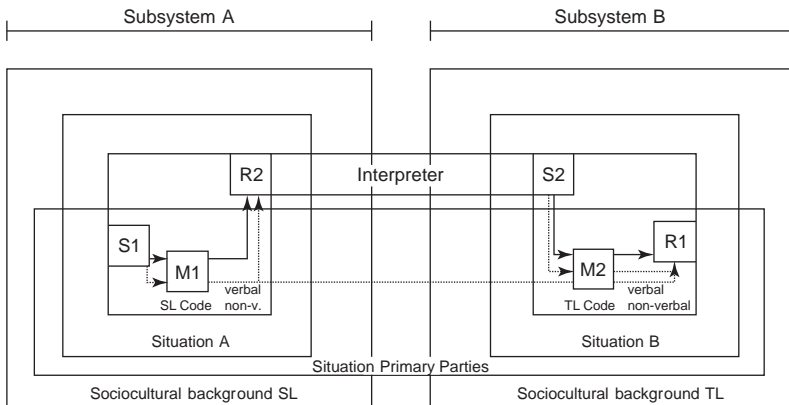 Subsystem A
Subsystem B
R2
Interpreter
S2
S1
M1
R1
M2
verbal
non-v.
SL Code
verbal
non-verbal
TL Code
Situation A
Situation B
Situation Primary Parties
Sociocultural background SL
Sociocultural background TL